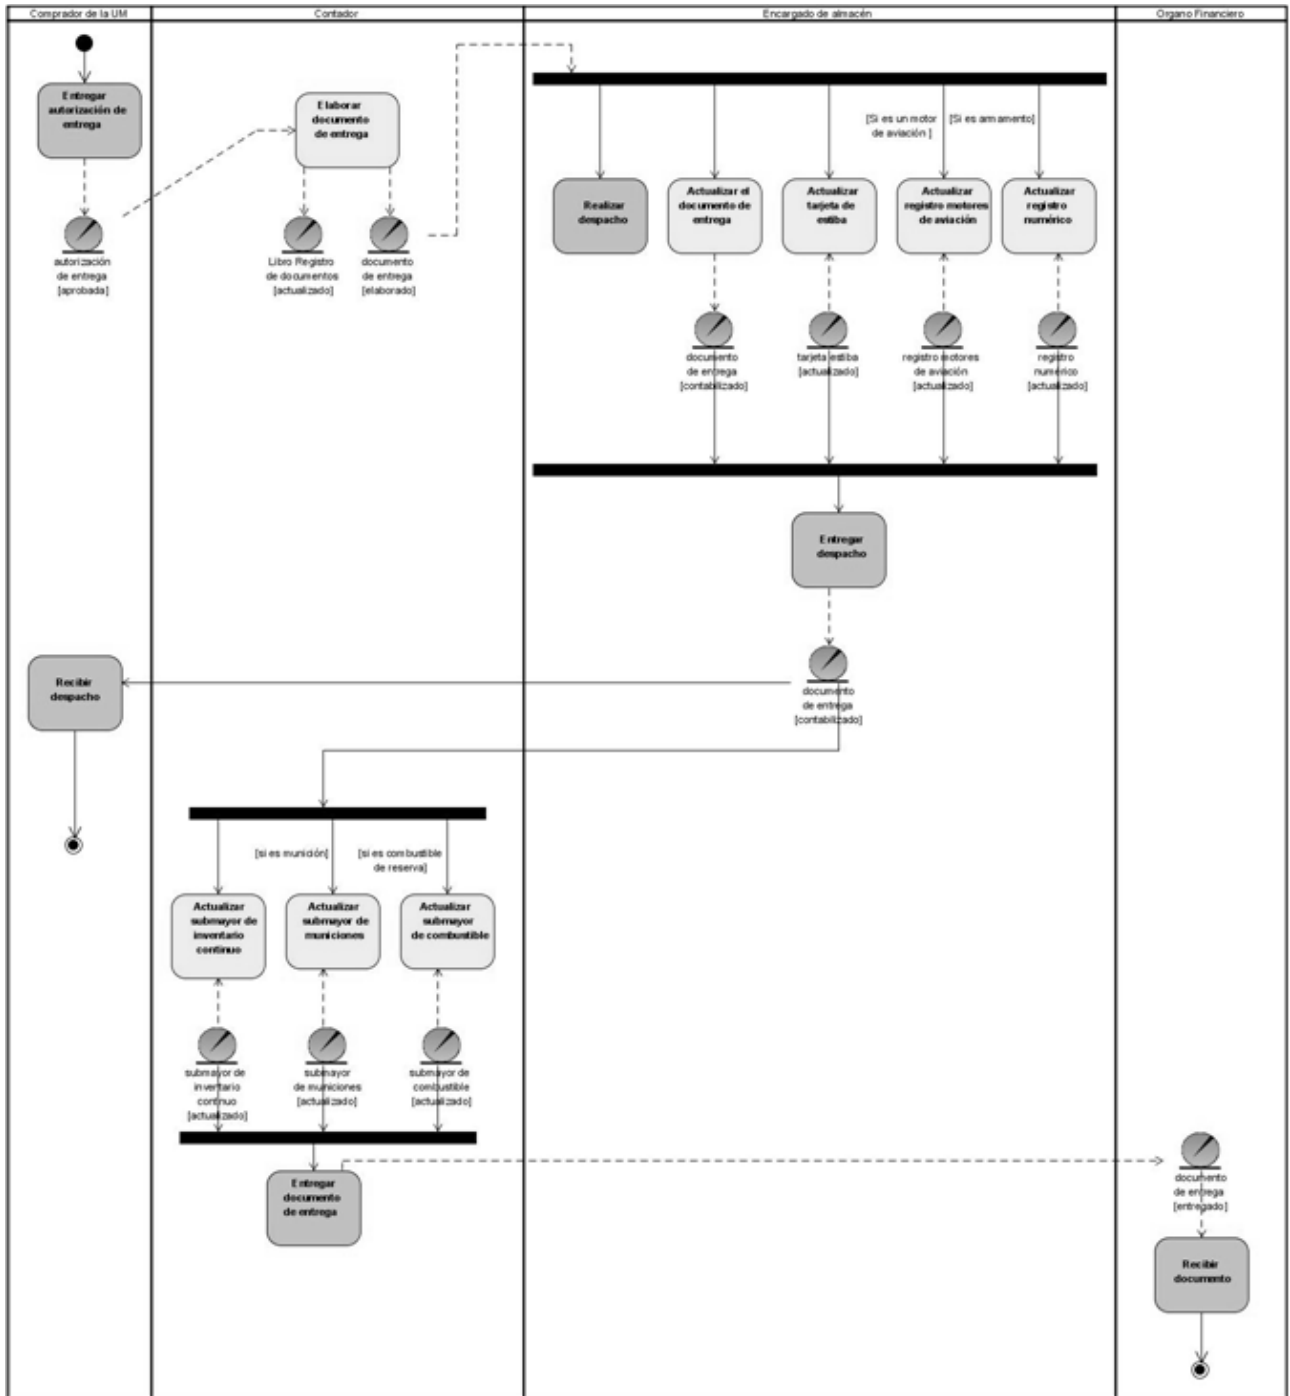 Comprador de la UM
Contador
Encargado de almacén
Organo Financiero
Entregar
autorización de
entrega
Elaborar
documento
de entrega
autorización
de entrega
[aprobada]
Libro Registro
de documentos
[actualizado]
documento
de entrega
[elaborado]
[Si es un motor
de aviación ]
[Si es armamento]
Realizar
despacho
Actualizar el
documento de
entrega
Actualizar
tarjeta de
estiba
Actualizar
registro motores
de aviación
Actualizar
registro
numérico
documento
de entrega
[contabilizado]
tarjeta estiba
[actualizado]
registro motores
de aviación
[actualizado]
registro
numérico
[actualizado]
Entregar
despacho
documento
de entrega
[contabilizado]
Recibir
despacho
[si es munición]
[si es combustible
de reserva]
Actualizar
submayor de
inventario
continuo
Actualizar
submayor de
municiones
Actualizar
submayor
de combustible
submayor de
inventario
continuo
[actualizado]
submayor
de municiones
[actualizado]
submayor de
combustible
[actualizado]
Entregar
documento
de entrega
documento
de entrega
[entregado]
Recibir
documento